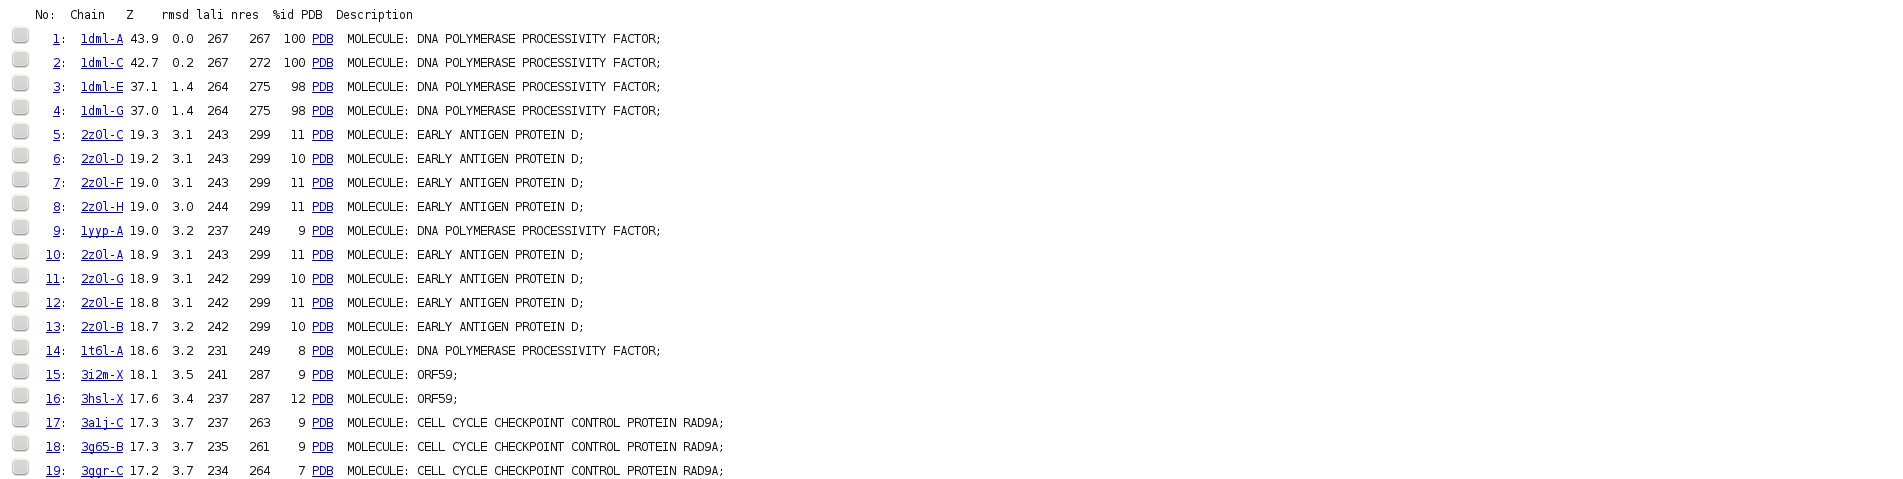 No: Chain Z rmsd lali nres %id PDB Description
1: 1dml-A 43.9 0.0 267 267 100 PDB MOLECULE: DNA POLYMERASE PROCESSIVITY FACTOR;
2: 1dml-C 42.7 0.2 267 272 100 PDB MOLECULE: DNA POLYMERASE PROCESSIVITY FACTOR;
3: 1dml-E 37.1 1.4 264 275 98 PDB MOLECULE: DNA POLYMERASE PROCESSIVITY FACTOR;
4: 1dml-G 37.0 1.4 264 275 98 PDB MOLECULE: DNA POLYMERASE PROCESSIVITY FACTOR;
5: 2z0l-C 19.3 3.1 243 299 11 PDB MOLECULE: EARLY ANTIGEN PROTEIN D;
6: 2z0l-D 19.2 3.1 243 299 10 PDB MOLECULE: EARLY ANTIGEN PROTEIN D;
7: 2z0l-F 19.0 3.1 243 299 11 PDB MOLECULE: EARLY ANTIGEN PROTEIN D;
8: 2z0l-H 19.0 3.0 244 299 11 PDB MOLECULE: EARLY ANTIGEN PROTEIN D;
9: 1yyp-A 19.0 3.2 237 249 9 PDB MOLECULE: DNA POLYMERASE PROCESSIVITY FACTOR;
10: 2z0l-A 18.9 3.1 243 299 11 PDB MOLECULE: EARLY ANTIGEN PROTEIN D;
11: 2z0l-G 18.9 3.1 242 299 10 PDB MOLECULE: EARLY ANTIGEN PROTEIN D;
12: 2z0l-E 18.8 3.1 242 299 11 PDB MOLECULE: EARLY ANTIGEN PROTEIN D;
13: 2z0l-B 18.7 3.2 242 299 10 PDB MOLECULE: EARLY ANTIGEN PROTEIN D;
14: 1t6l-A 18.6 3.2 231 249 8 PDB MOLECULE: DNA POLYMERASE PROCESSIVITY FACTOR;
15: 3i2m-X 18.1 3.5 241 287 9 PDB MOLECULE: ORF59;
16: 3hsl-X 17.6 3.4 237 287 12 PDB MOLECULE: ORF59;
17: 3a1j-C 17.3 3.7 237 263 9 PDB MOLECULE: CELL CYCLE CHECKPOINT CONTROL PROTEIN RAD9A;
18: 3g65-B 17.3 3.7 235 261 9 PDB MOLECULE: CELL CYCLE CHECKPOINT CONTROL PROTEIN RAD9A;
19: 3ggr-C 17.2 3.7 234 264 7 PDB MOLECULE: CELL CYCLE CHECKPOINT CONTROL PROTEIN RAD9A;